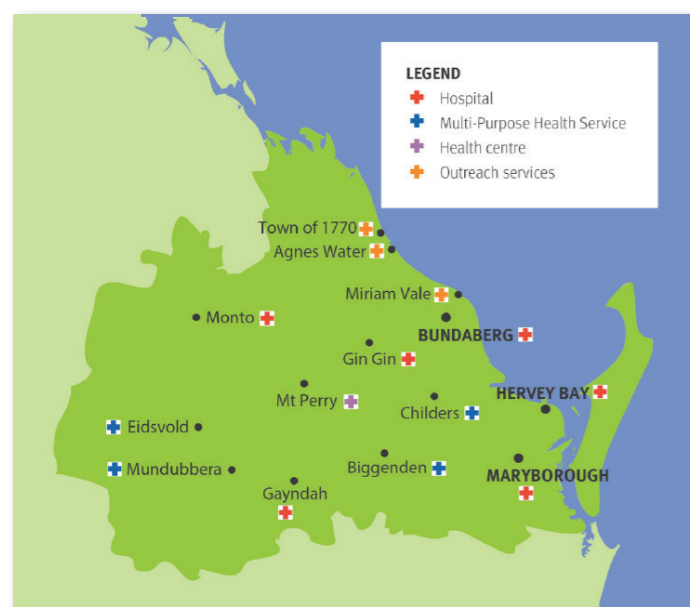 LEGEND
Hospital
Multi-Purpose Health Service
Health centre
Outreach services
Town of 1770
Agnes Water
Miriam Vale
Monto
BUNDABERG
Gin Gin
HERVEY BAY
Mt Perry
Childers
Eidsvold
Mundubbera
Biggenden
MARYBOROUGH
Gayndah